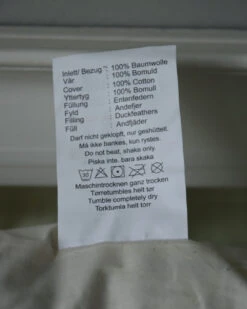 Inlett/ Bezug : 100% Baumwolle
Vår : 100% Bomuld
Cover : 100% Cotton
Yttertyg : 100% Bomull
Füllung : Entenfedern
Fyld : Andefjer
Filling : Duckfeathers
Füll : Andfjäder
Darf nicht geklopft, nur geschüttelt.
Må ikke bankes, kun rystes.
Do not beat, shake only
Piska inte, bara skaka
30
Maschintrocknen ganz trocken
Tørretumbles helt tør
Tumble completely dry
Torktumla helt torr